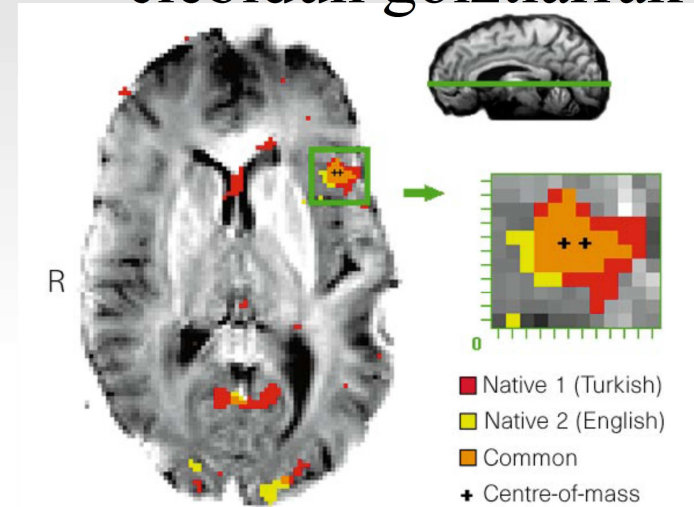 R
0
Native 1 (Turkish)
Native 2 (English)
Common
Centre-of-mass